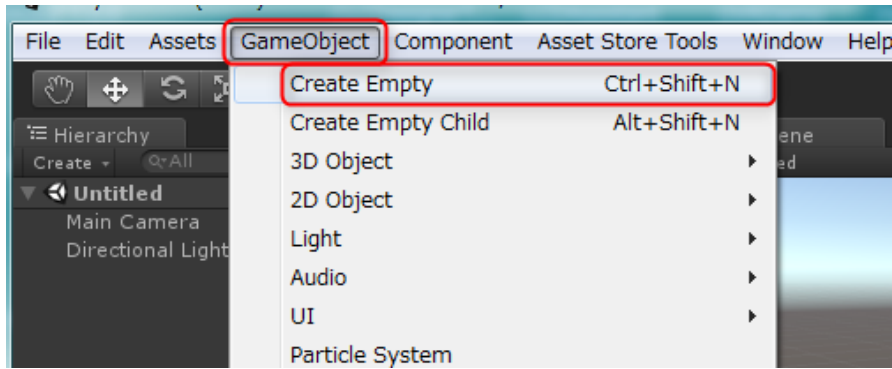 File Edit Assets GameObject Component Asset Store Tools Window Help
Create Empty Ctrl+Shift+N
Hierarchy
Create Empty Child Alt+Shift+N
Create All
3D Object
Untitled
2D Object
Main Camera
Light
Directional Light
Audio
UI
Particle System